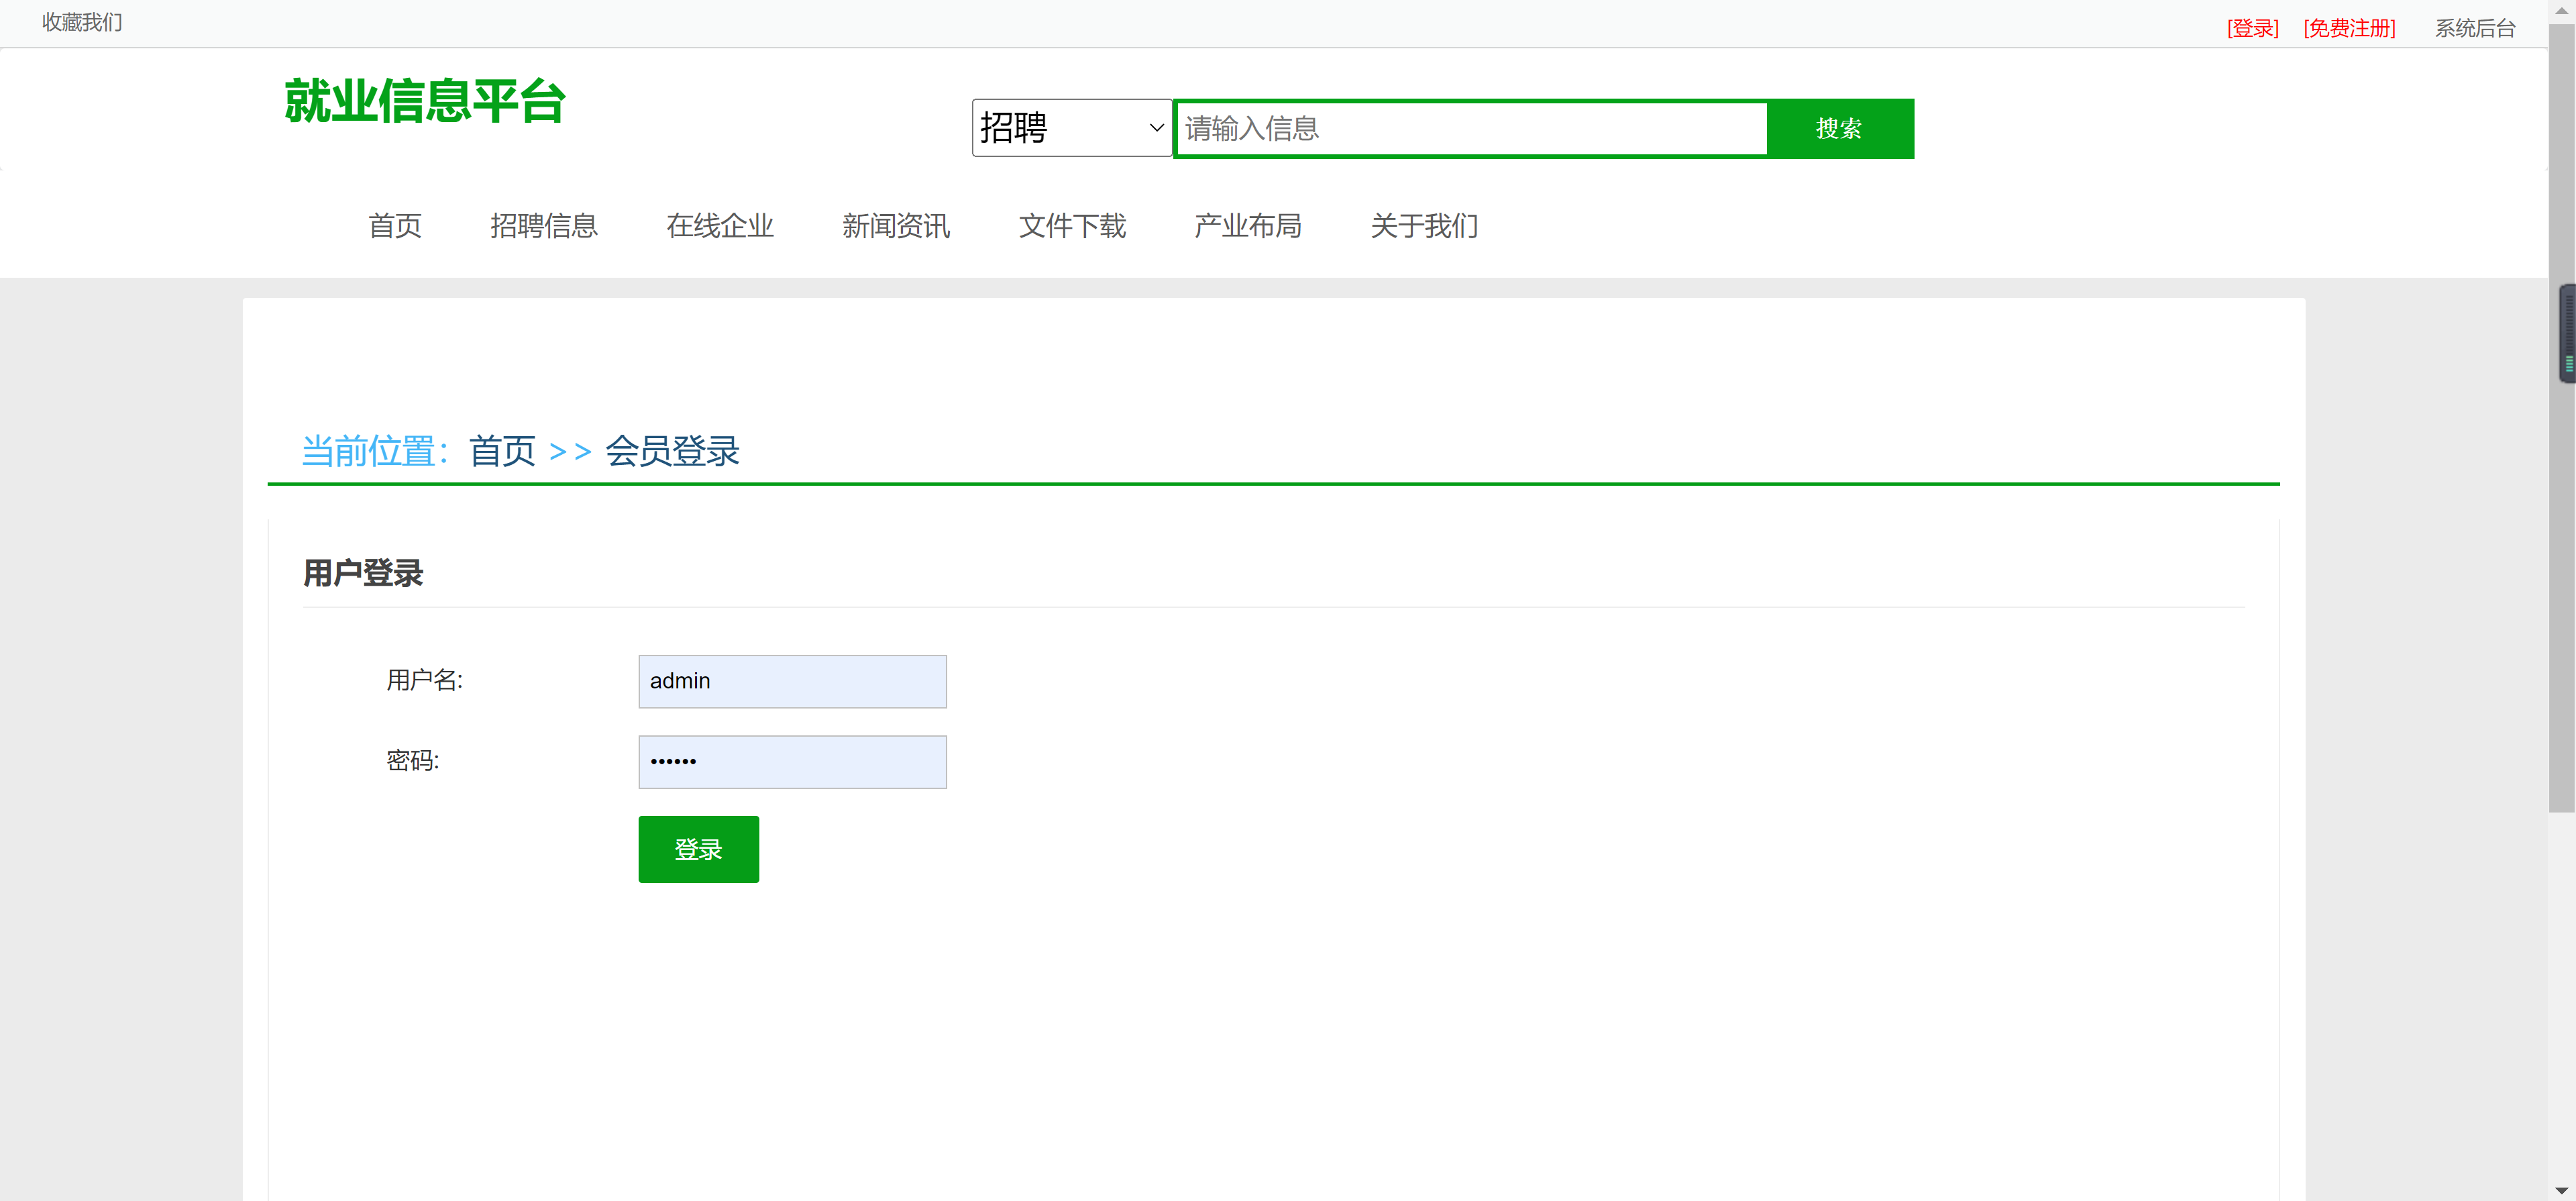 收藏我们
[登录] [免费注册] 系统后台
就业信息平台
招聘 请输入信息 搜索
首页 招聘信息 在线企业 新闻资讯 文件下载 产业布局 关于我们
当前位置：首页 >> 会员登录
用户登录
用户名: admin
密码: ••••••
登录